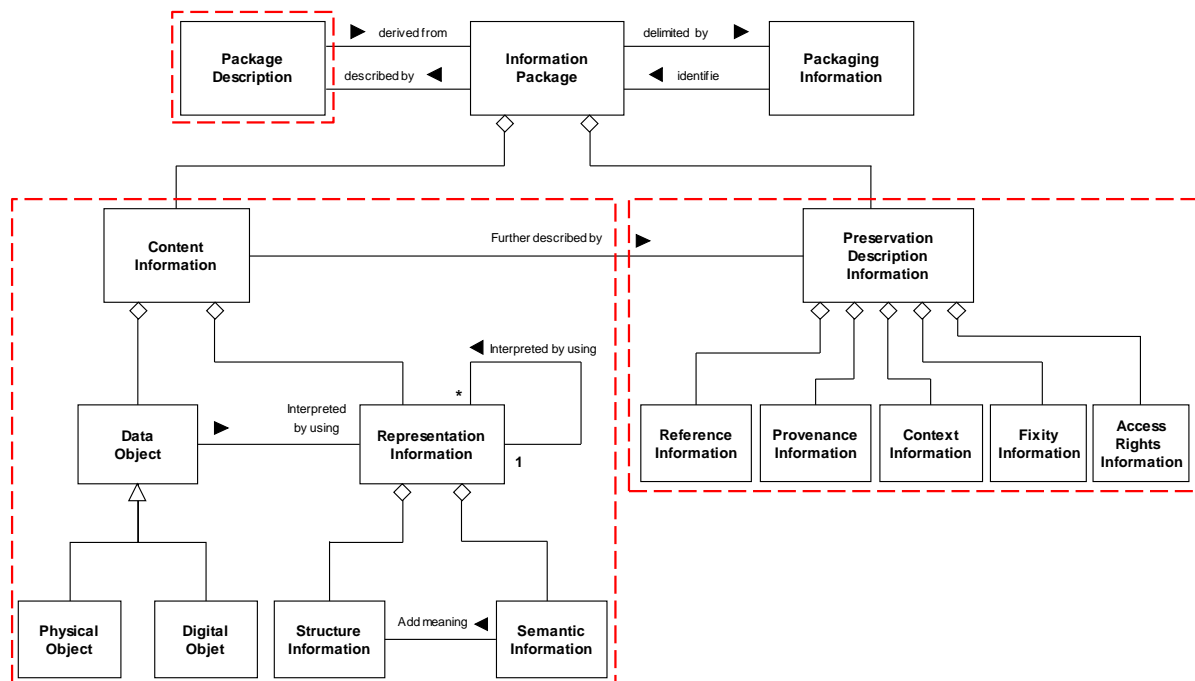 Package
Description
derived from
described by
Information
Package
delimited by
identifie
Packaging
Information
Content
Information
Further described by
Preservation
Description
Information
Interpreted by using
*
1
Data
Object
Interpreted
by using
Representation
Information
Reference
Information
Provenance
Information
Context
Information
Fixity
Information
Access
Rights
Information
Physical
Object
Digital
Objet
Structure
Information
Add meaning
Semantic
Information